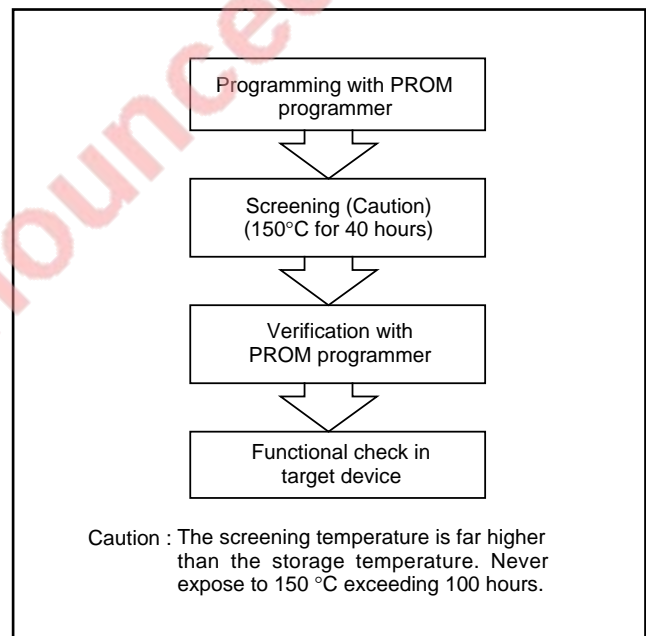 Programming with PROM
programmer
Screening (Caution)
(150°C for 40 hours)
Verification with
PROM programmer
Functional check in
target device
Caution : The screening temperature is far higher
than the storage temperature. Never
expose to 150 °C exceeding 100 hours.